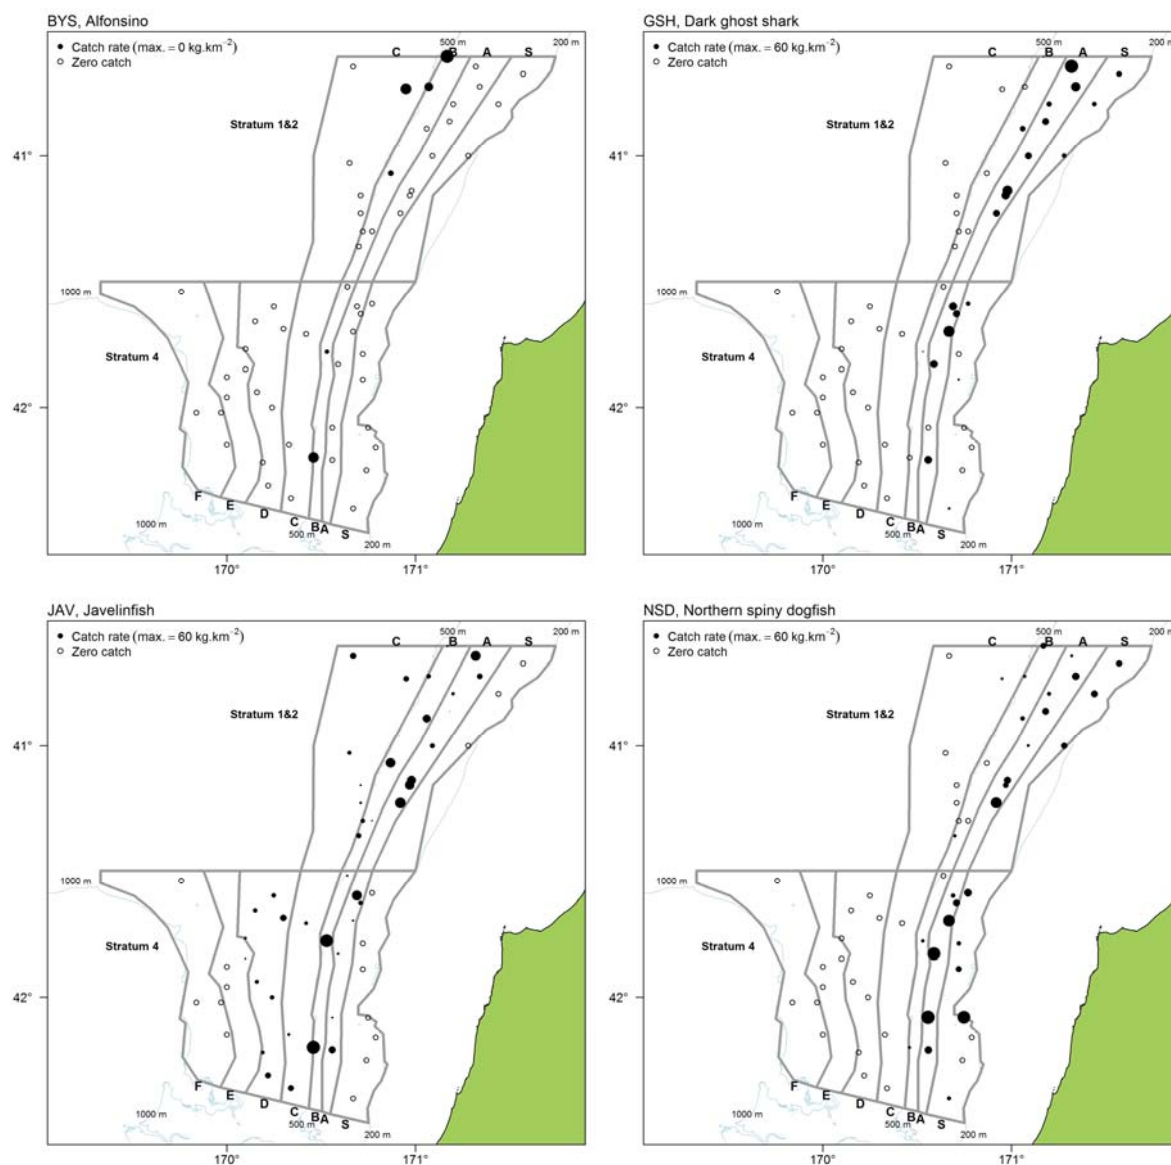 BYS, Alfonsino
Catch rate (max. = 0 kg.km⁻²)
Zero catch
500 m
200 m
C B A S
Stratum 1&2
41°
1000 m
Stratum 4
42°
F E D C B A S
500 m
200 m
1000 m
170° 171°
GSH, Dark ghost shark
Catch rate (max. = 60 kg.km⁻²)
Zero catch
500 m
200 m
C B A S
Stratum 1&2
41°
1000 m
Stratum 4
42°
F E D C B A S
500 m
200 m
1000 m
170° 171°
JAV, Javelinfish
Catch rate (max. = 60 kg.km⁻²)
Zero catch
500 m
200 m
C B A S
Stratum 1&2
41°
1000 m
Stratum 4
42°
F E D C B A S
500 m
200 m
1000 m
170° 171°
NSD, Northern spiny dogfish
Catch rate (max. = 60 kg.km⁻²)
Zero catch
500 m
200 m
C B A S
Stratum 1&2
41°
1000 m
Stratum 4
42°
F E D C B A S
500 m
200 m
1000 m
170° 171°